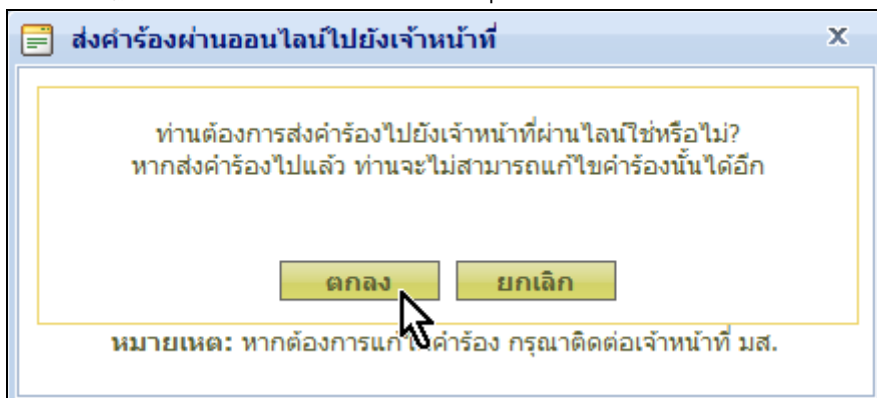 ส่งคำร้องผ่านออนไลน์ไปยังเจ้าหน้าที่ x
ท่านต้องการส่งคำร้องไปยังเจ้าหน้าที่ผ่านไลน์ใช่หรือไม่?
หากส่งคำร้องไปแล้ว ท่านจะไม่สามารถแก้ไขคำร้องนั้นได้อีก
ตกลง ยกเลิก
หมายเหต: หากต้องการแก้ คำร้อง กรุณาติดต่อเจ้าหน้าที่ มส.